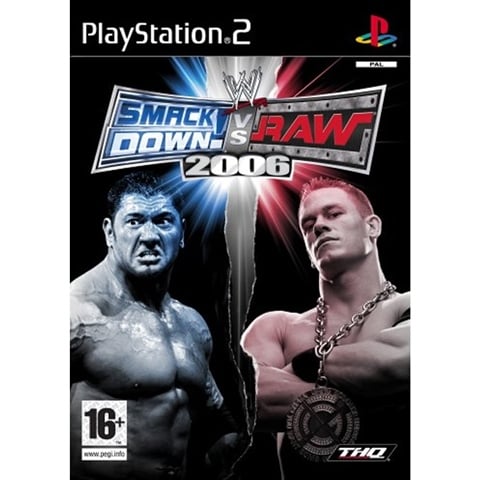 PlayStation®2
PAL
W
SMACK
DOWN!
VS
RAW
2006
16+
www.pegi.info
THQ